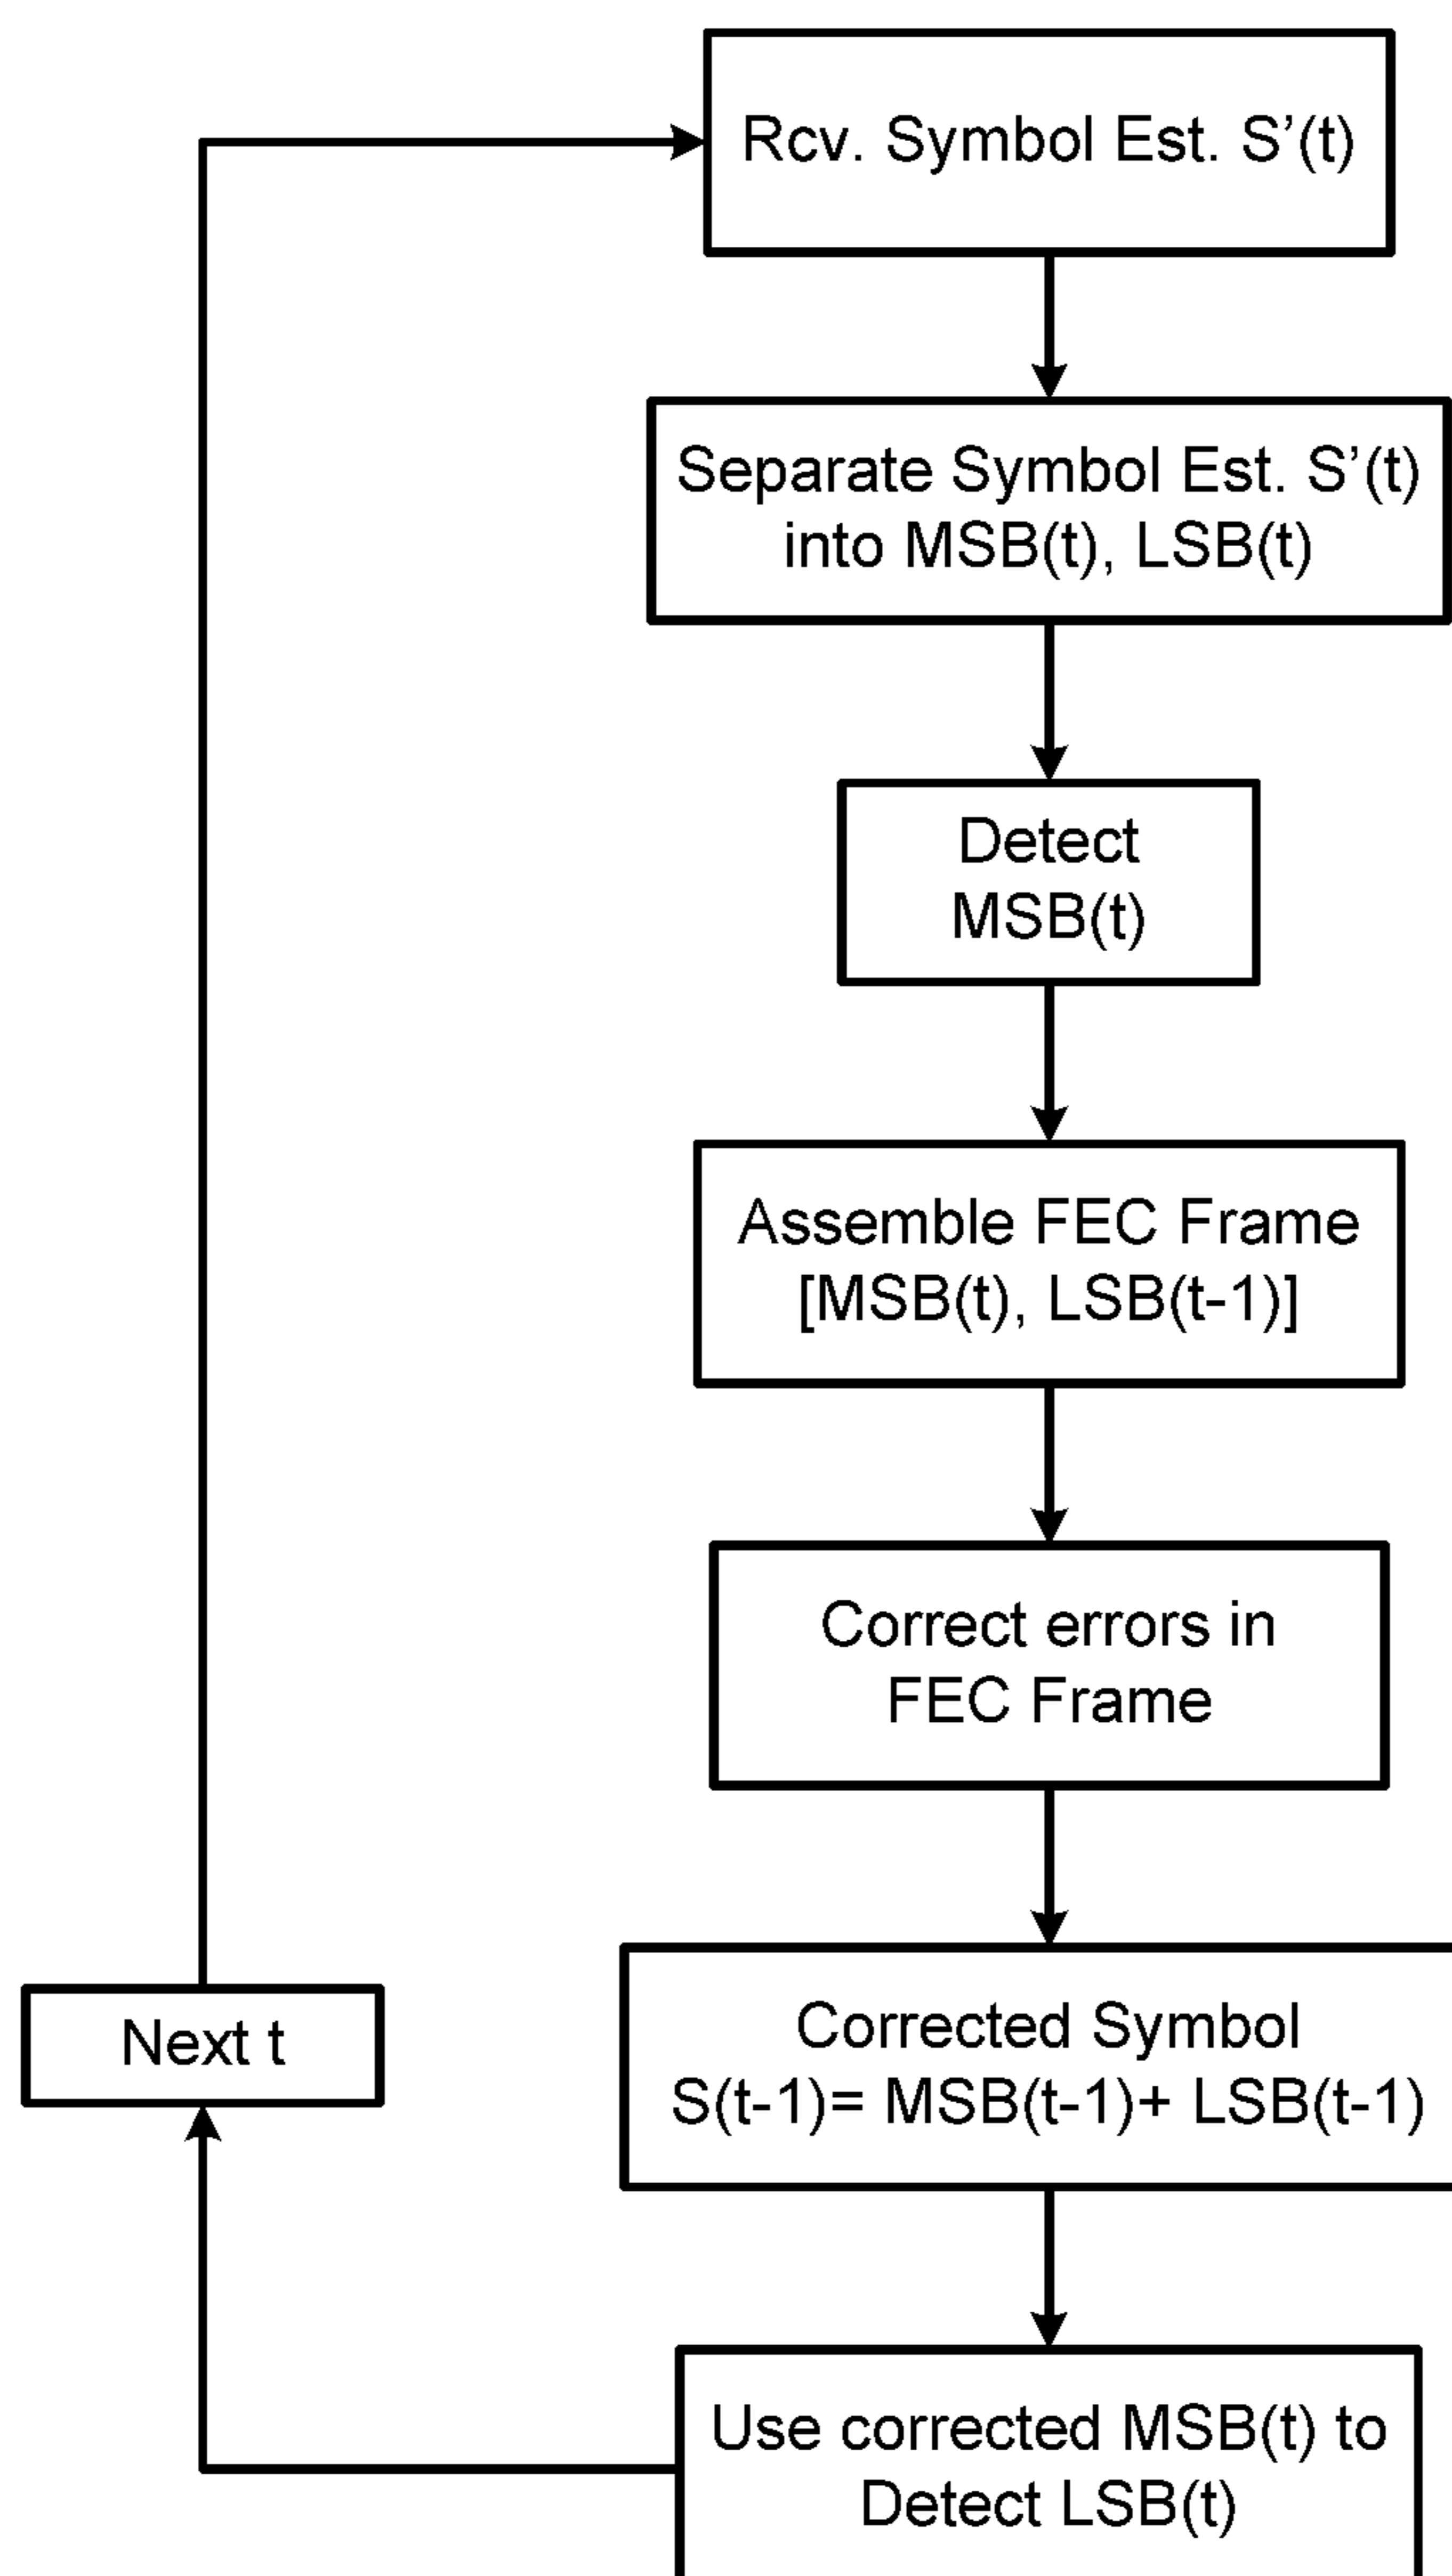 Rcv. Symbol Est. S’(t)
Separate Symbol Est. S’(t)
into MSB(t), LSB(t)
Detect
MSB(t)
Assemble FEC Frame
[MSB(t), LSB(t-1)]
Correct errors in
FEC Frame
Corrected Symbol
S(t-1)= MSB(t-1)+ LSB(t-1)
Next t
Use corrected MSB(t) to
Detect LSB(t)